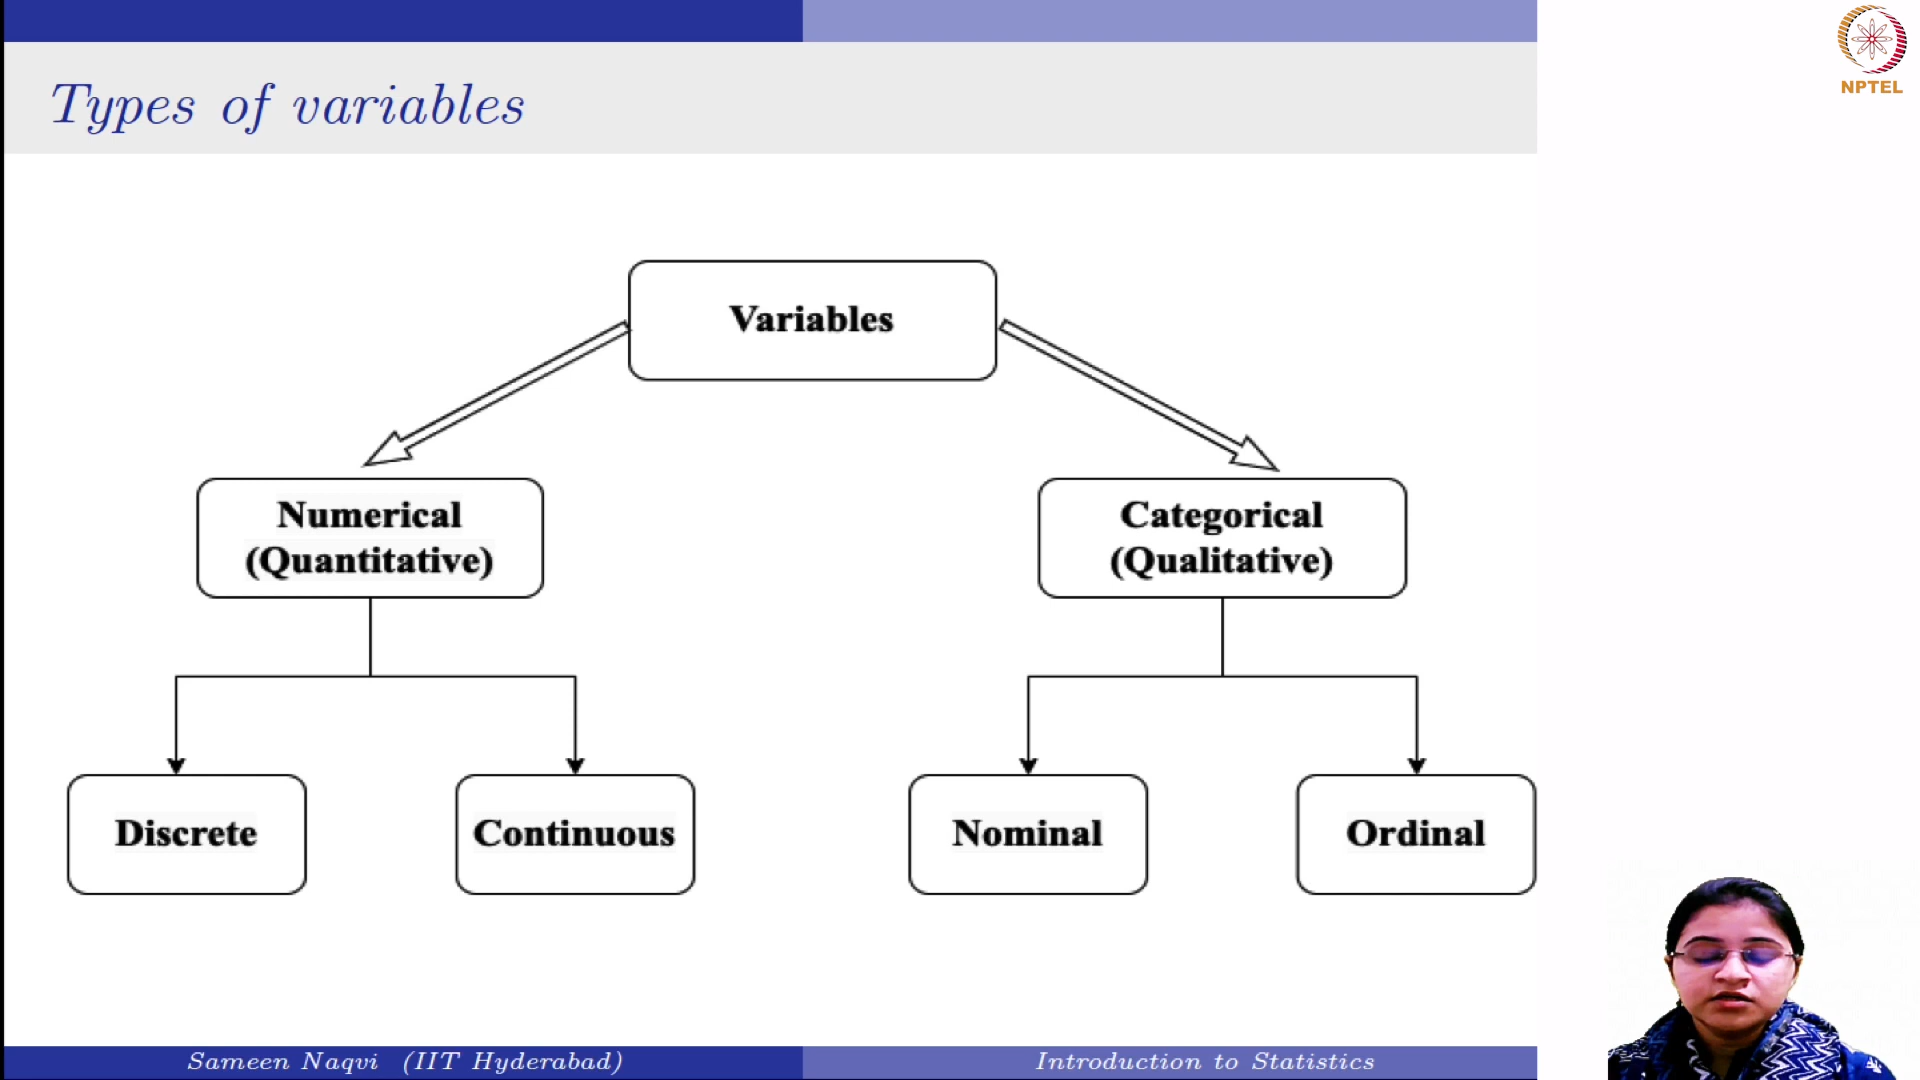 Types of variables
NPTEL
Variables
Numerical
(Quantitative)
Categorical
(Qualitative)
Discrete
Continuous
Nominal
Ordinal
Sameen Naqvi (IIT Hyderabad)
Introduction to Statistics